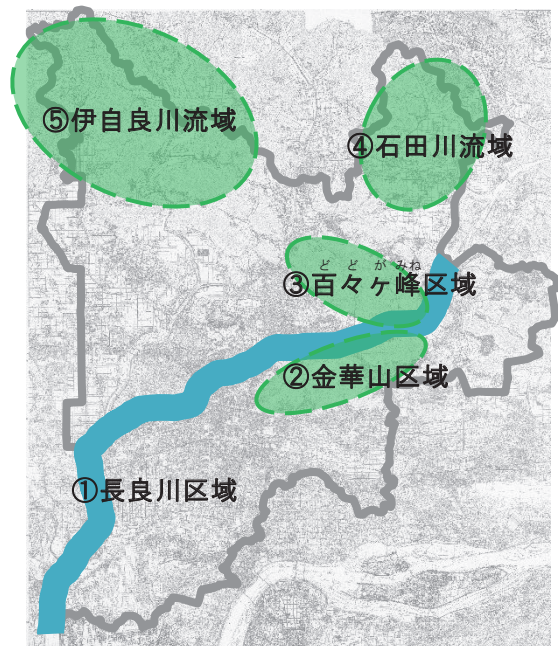 ⑤伊自良川流域
④石田川流域
どどがみね
③百々ヶ峰区域
②金華山区域
①長良川区域